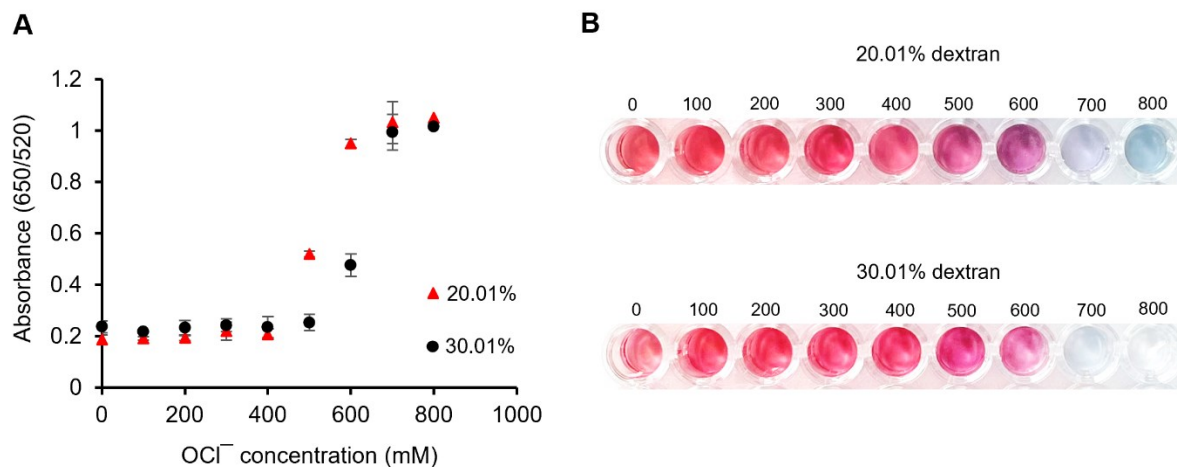 A
Absorbance (650/520)
1.2
1
0.8
0.6
0.4
0.2
0
0 200 400 600 800 1000
OCl¯ concentration (mM)
20.01%
30.01%
B
20.01% dextran
0 100 200 300 400 500 600 700 800
30.01% dextran
0 100 200 300 400 500 600 700 800